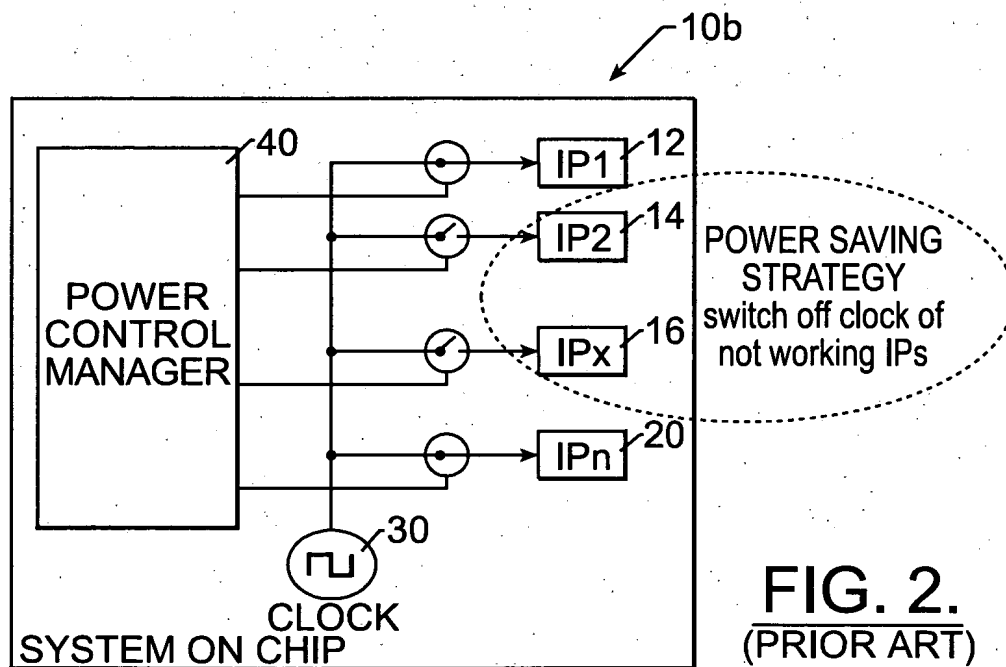 10b
40
IP1
12
IP2
14
POWER SAVING
STRATEGY
switch off clock of
not working IPs
POWER
CONTROL
MANAGER
IPx
16
IPn
20
30
CLOCK
SYSTEM ON CHIP
FIG. 2.
(PRIOR ART)